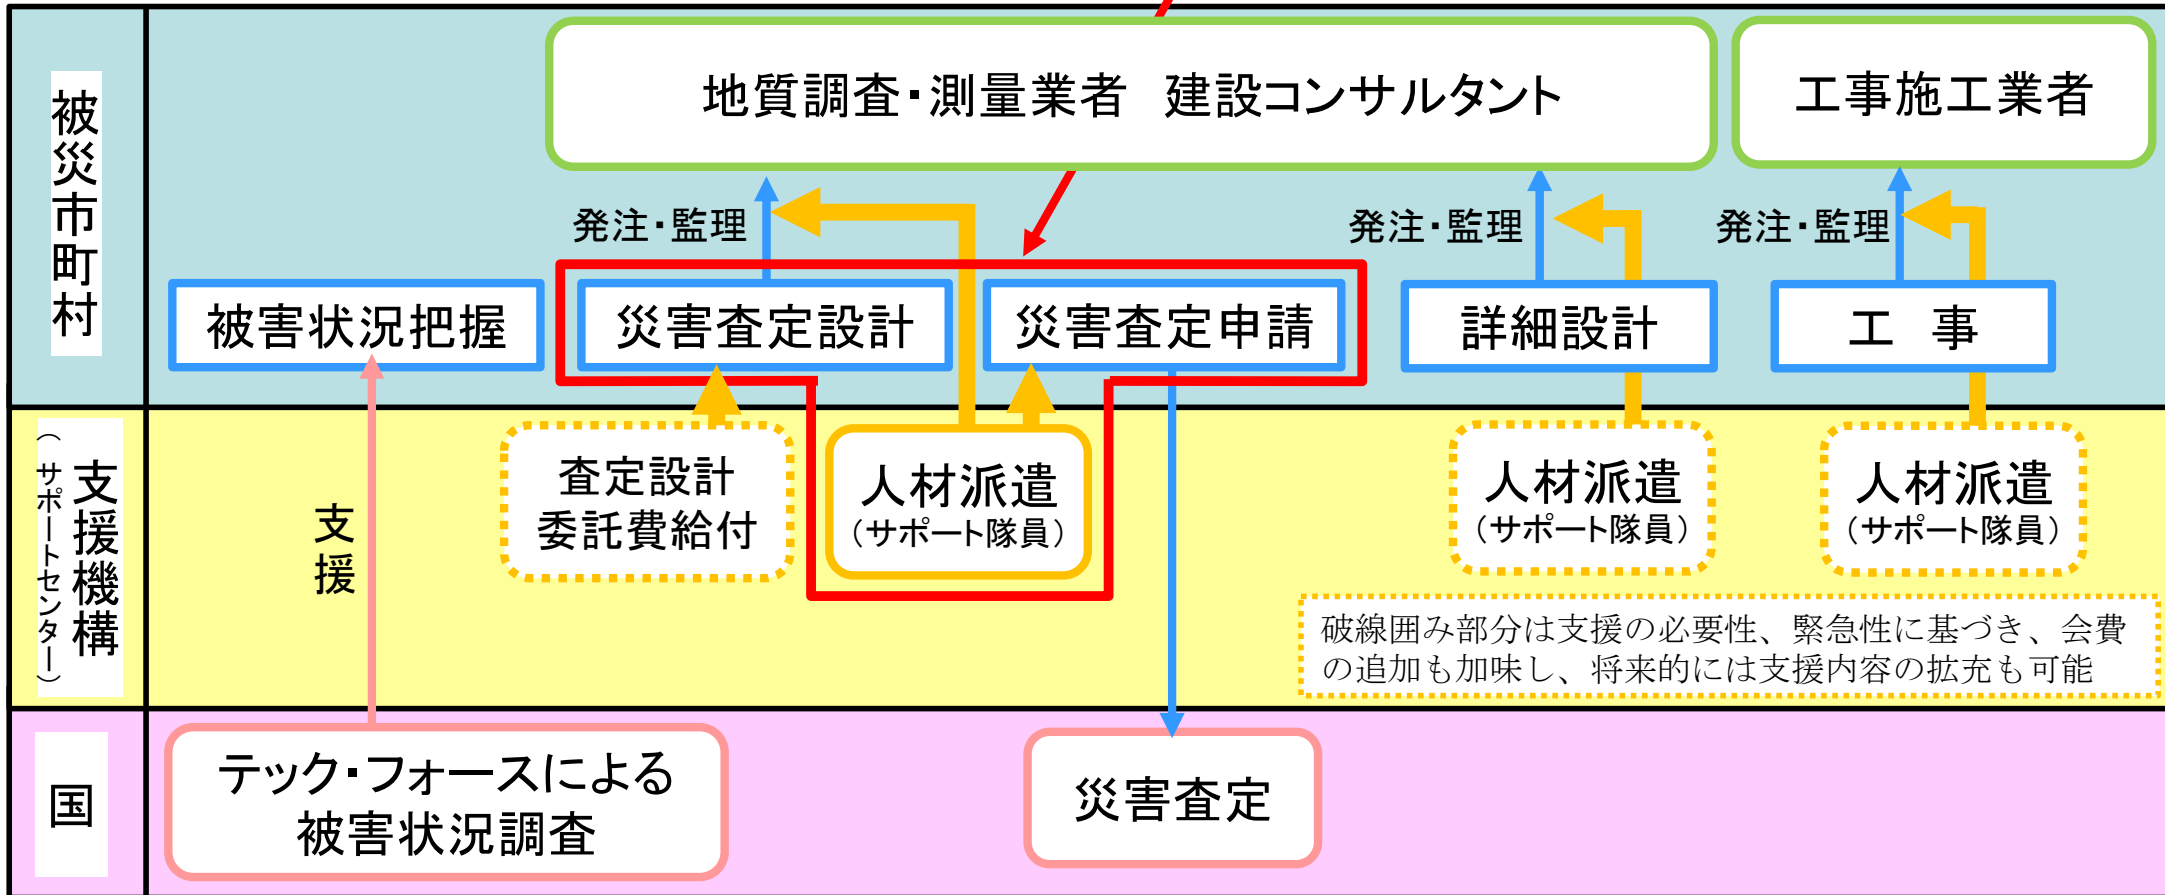 被災市町村
地質調査・測量業者　建設コンサルタント
工事施工業者
発注・監理
発注・監理
発注・監理
被害状況把握
災害査定設計
災害査定申請
詳細設計
工　事
支援機構
（サポートセンター）
支援
査定設計
委託費給付
人材派遣
（サポート隊員）
人材派遣
（サポート隊員）
人材派遣
（サポート隊員）
破線囲み部分は支援の必要性、緊急性に基づき、会費
の追加も加味し、将来的には支援内容の拡充も可能
国
テック・フォースによる
被害状況調査
災害査定